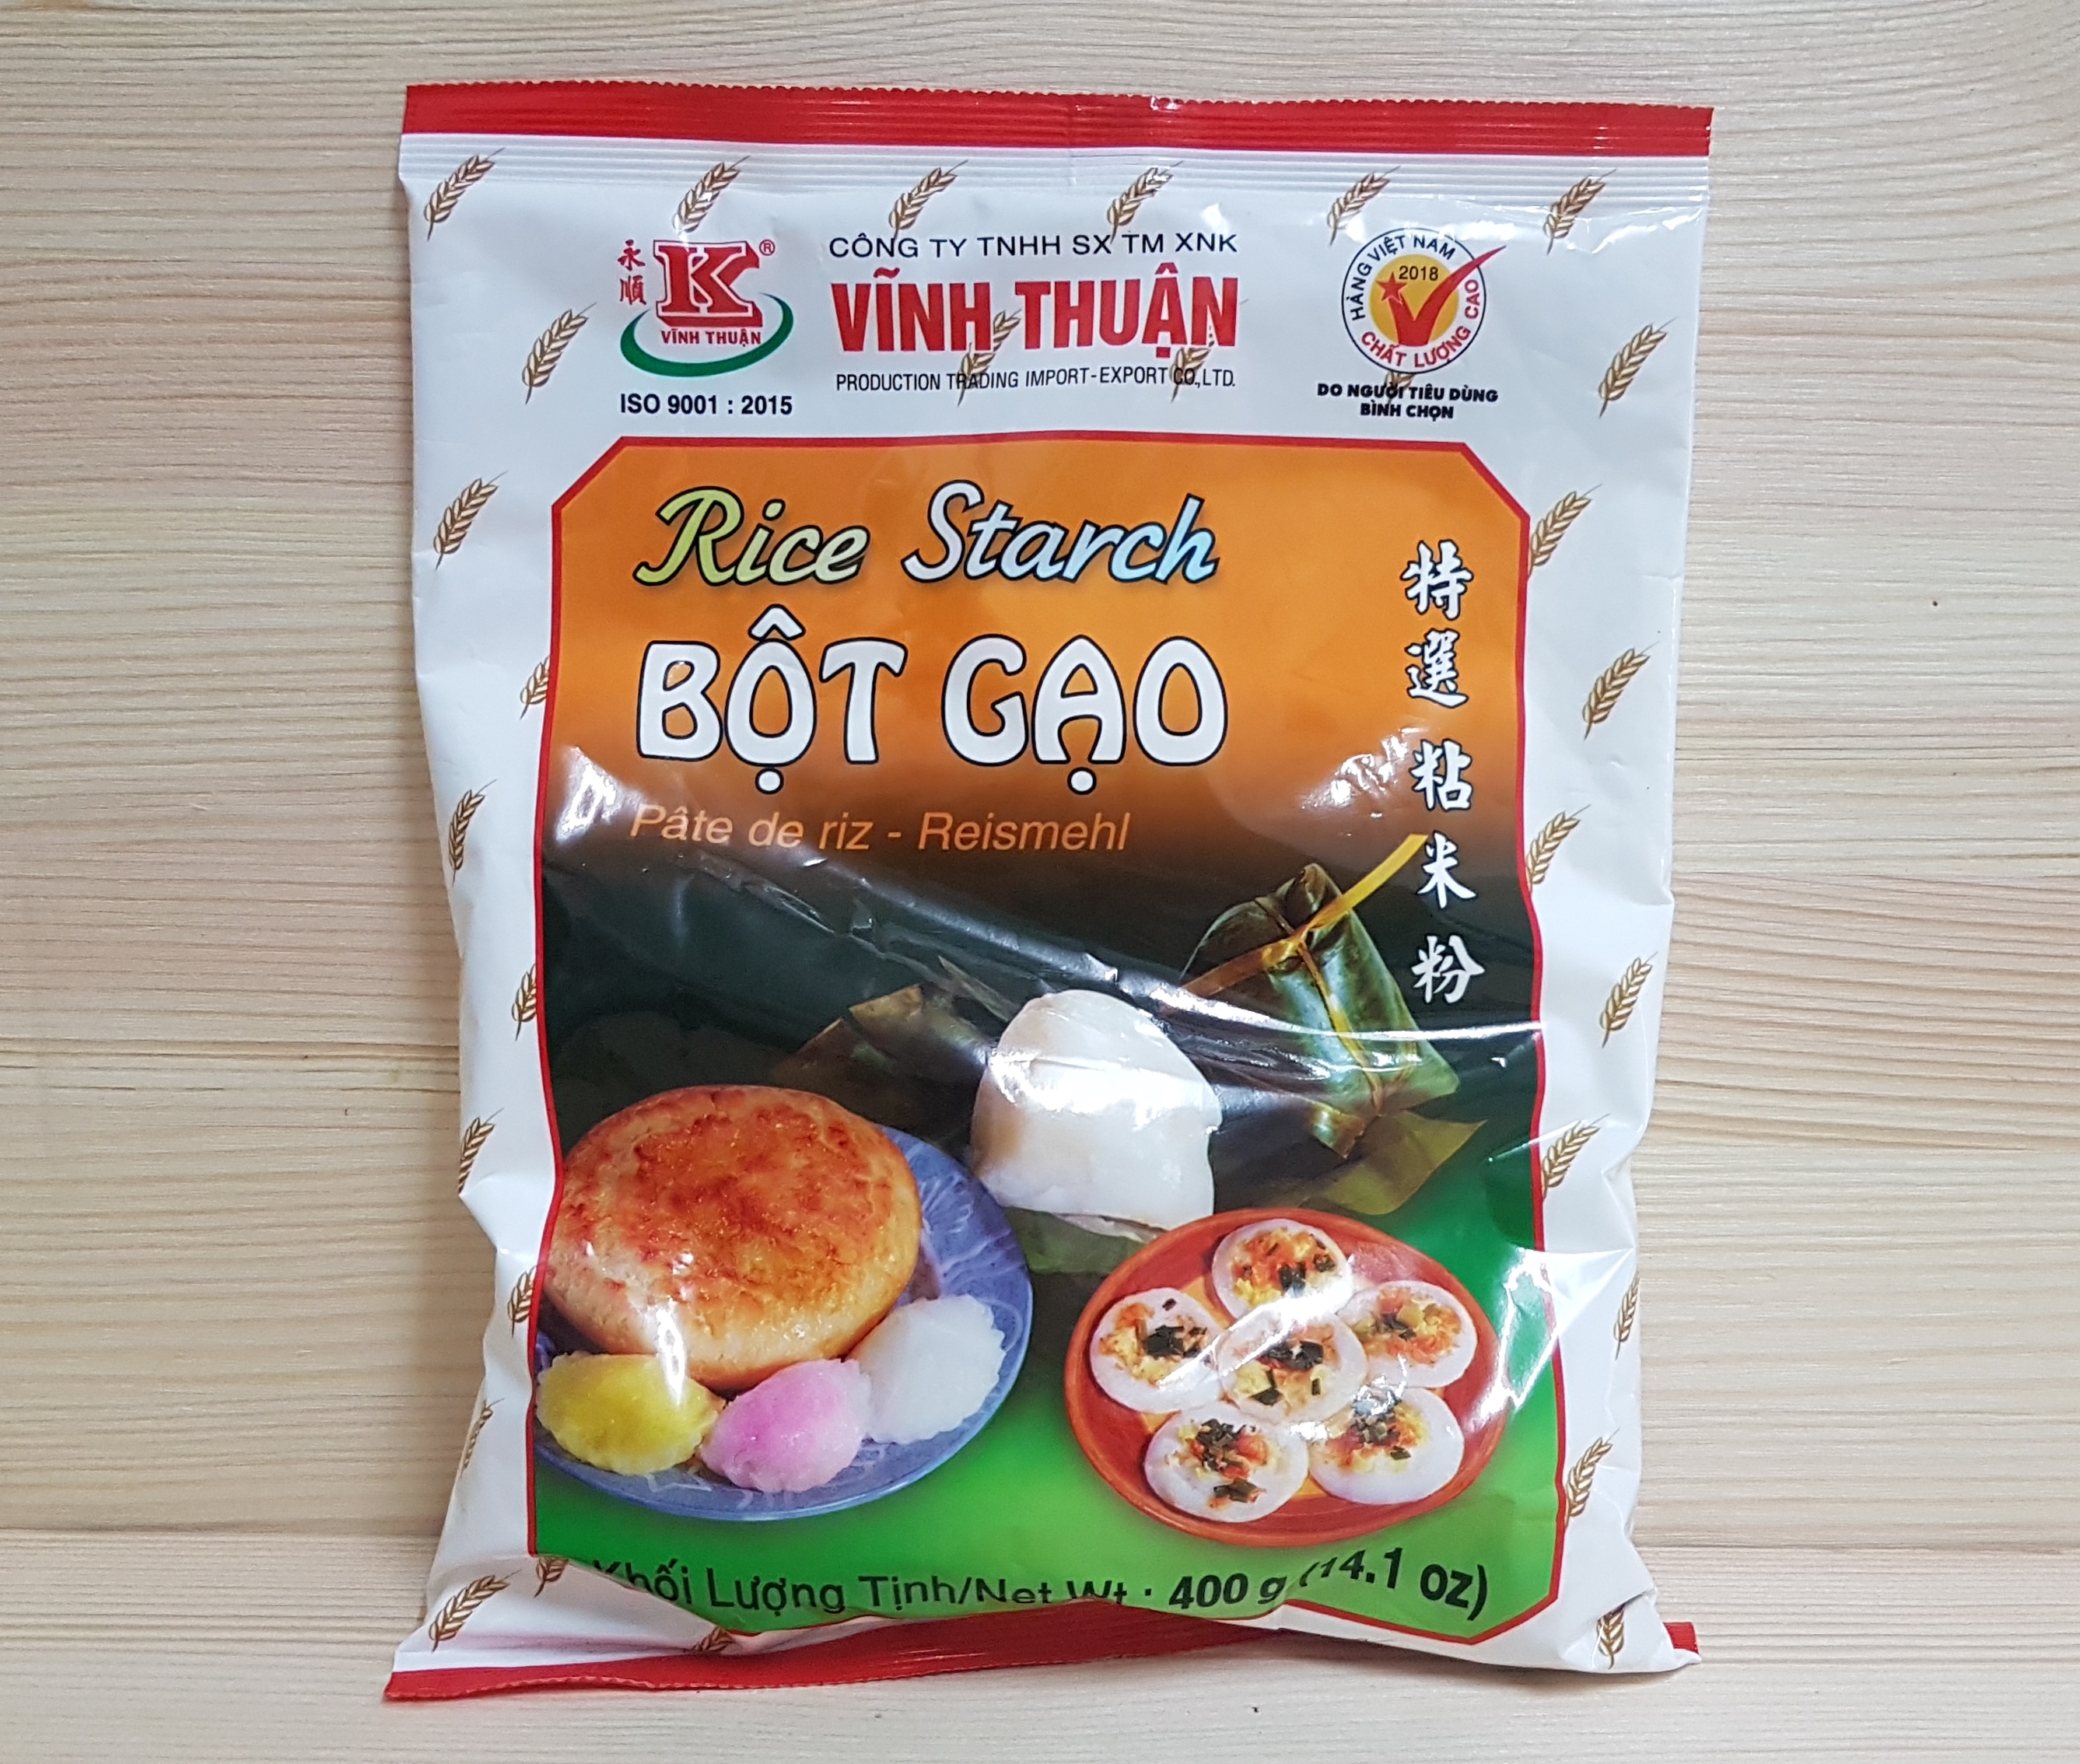 永順
K®
VĨNH THUẬN
ISO 9001 : 2015
CÔNG TY TNHH SX TM XNK
VĨNH THUẬN
PRODUCTION TRADING IMPORT-EXPORT CO.,LTD.
HÀNG VIỆT NAM
2018
CHẤT LƯỢNG CAO
DO NGƯỜI TIÊU DÙNG
BÌNH CHỌN
Rice Starch
BỘT GẠO
Pâte de riz - Reismehl
特選粘米粉
Khối Lượng Tịnh/Net Wt : 400 g (14.1 oz)